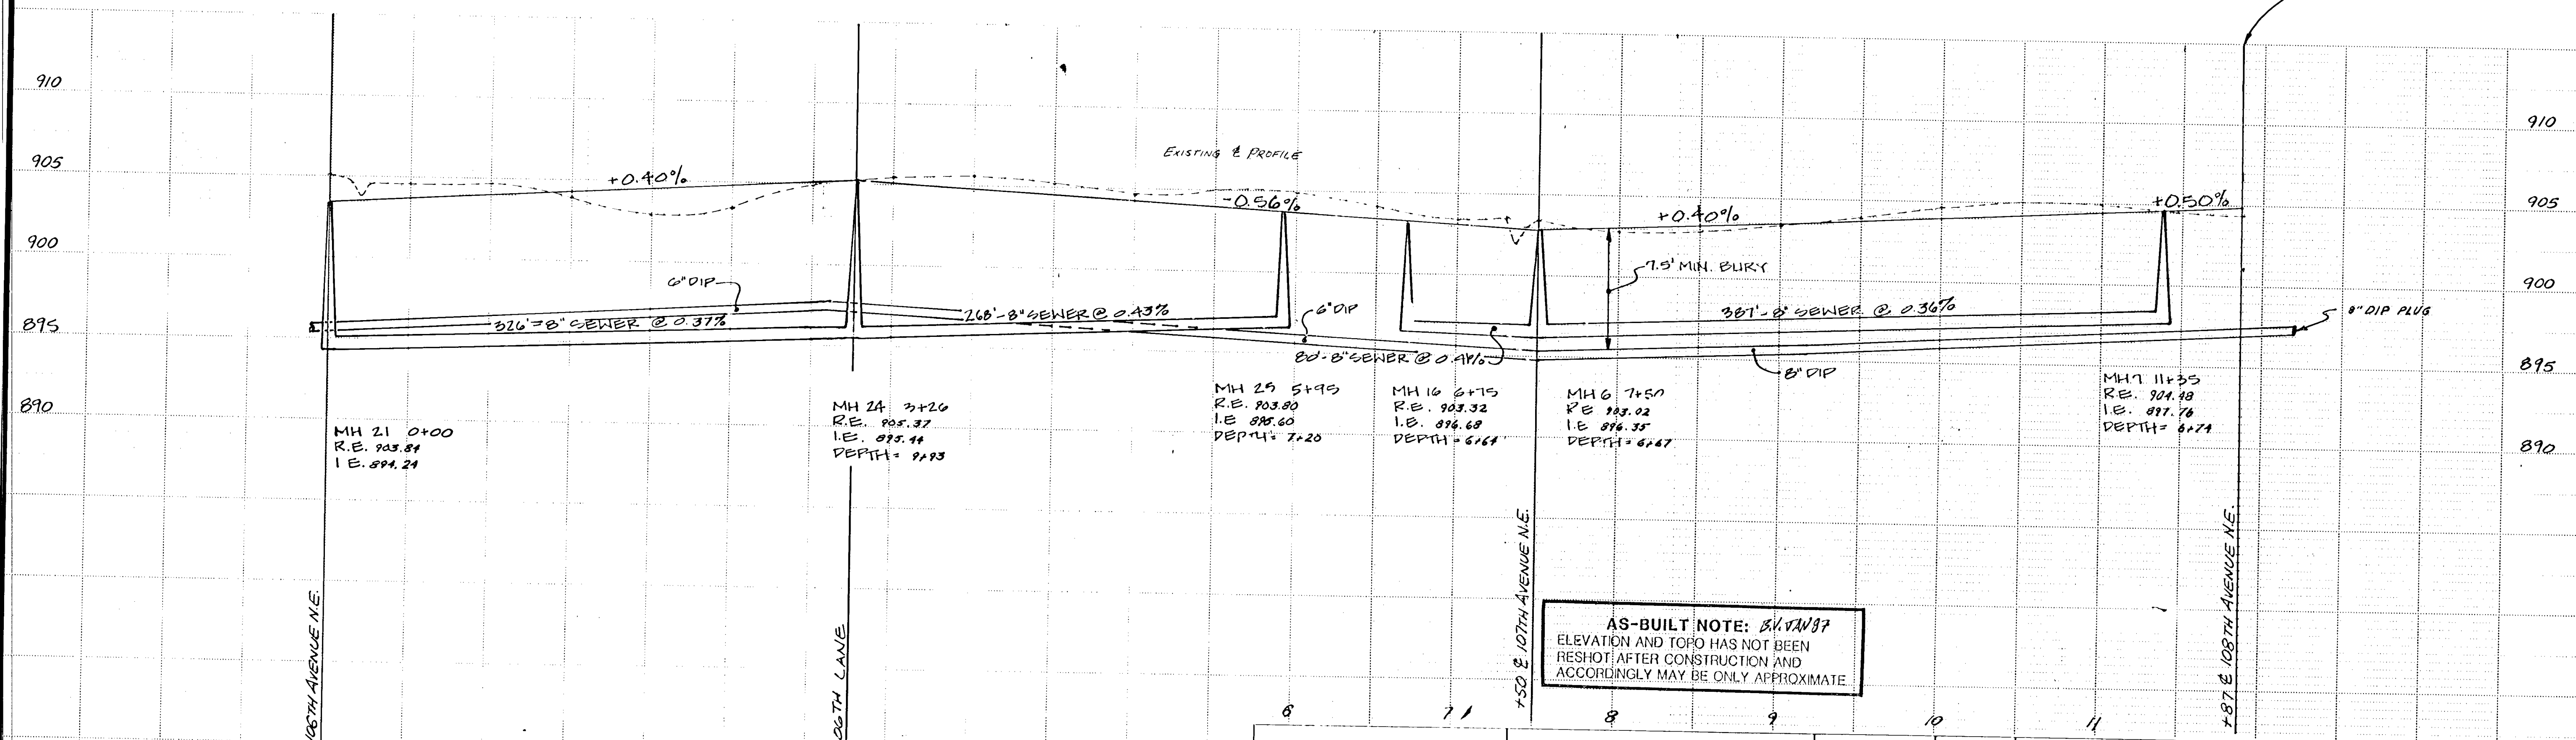 910
905
900
895
890
+0.40%
EXISTING ℄ PROFILE
-0.56%
+0.40%
+0.50%
910
905
900
895
890
6" DIP
326'-8" SEWER @ 0.37%
268'-8" SEWER @ 0.43%
6" DIP
80'-8" SEWER @
7.5' MIN. BURY
387'-8" SEWER @ 0.36%
8" DIP
8" DIP PLUG
MH 21 0+00
R.E. 903.84
I.E. 894.24
MH 24 3+26
R.E. 905.37
I.E. 895.44
DEPTH= 9+93
MH 25 5+95
R.E. 903.80
I.E
DEPTH= 7+20
MH 16 6+75
R.E. 903.32
I.E. 896.68
DEPTH= 6+64
MH 6 7+50
RE 903.02
I.E 896.35
DEPTH= 6+67
MH 7 11+35
R.E. 904.48
I.E. 897.76
DEPTH= 6+74
106TH AVENUE N.E.
06TH LANE
+50 ℄ 107TH AVENUE N.E.
+87 ℄ 108TH AVENUE N.E.
AS-BUILT NOTE: B.V. JAN 87
ELEVATION AND TOPO HAS NOT BEEN
RESHOT AFTER CONSTRUCTION AND
ACCORDINGLY MAY BE ONLY APPROXIMATE
6
7
8
9
10
11